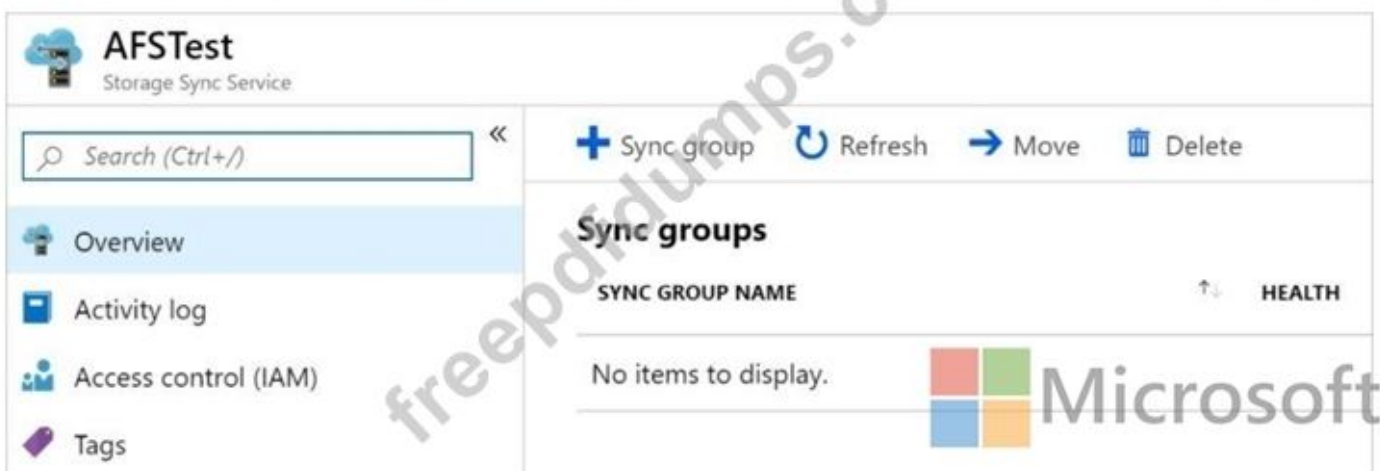 AFSTest
Storage Sync Service
Search (Ctrl+/)
«
Sync group
Refresh
Move
Delete
Overview
Activity log
Access control (IAM)
Tags
Sync groups
SYNC GROUP NAME
HEALTH
No items to display.
Microsoft
freepdfdumps.